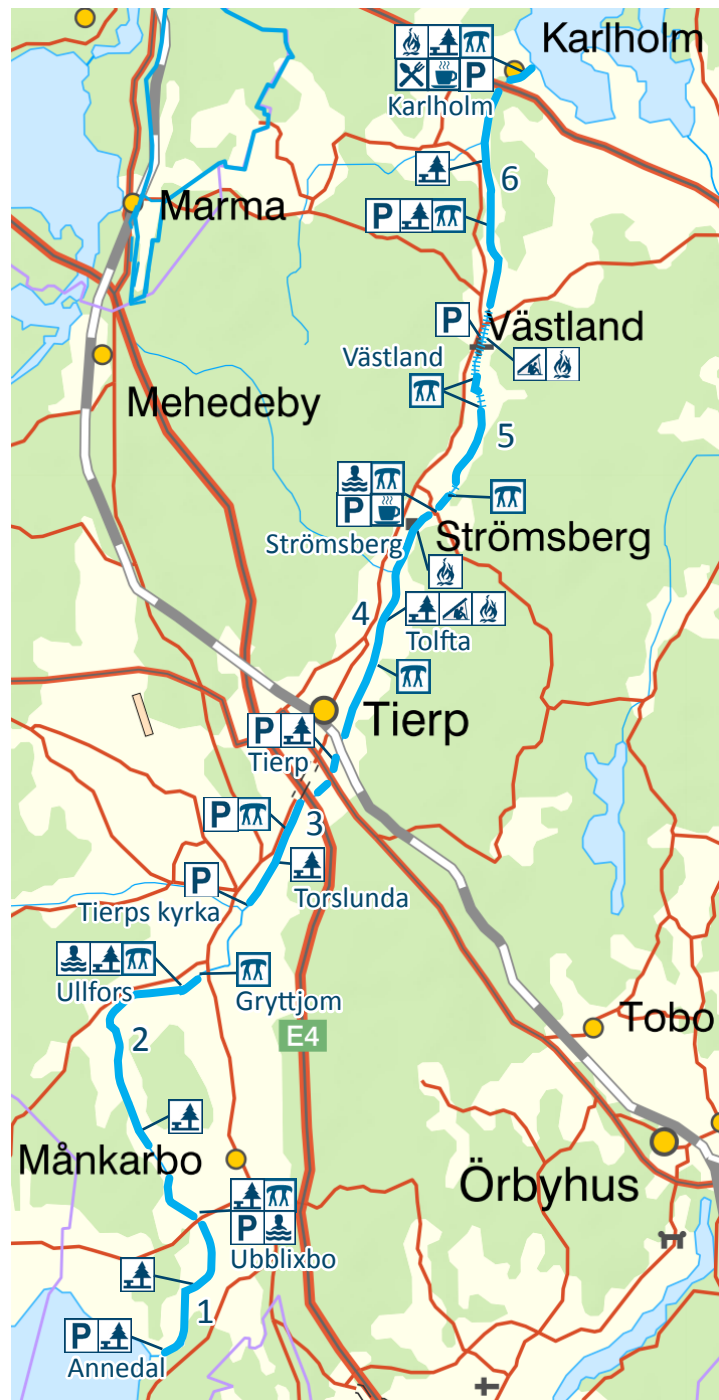 Karlholm
P
Karlholm
6
Marma
P
P
Västland
Västland
Mehedeby
5
P
Strömsberg
Strömsberg
4
Tolfta
Tierp
P
Tierp
P
3
P
Torslunda
Tierps kyrka
Ullfors
Gryttjom
Tobo
2
E4
Månkarbo
Örbyhus
P
Ubblixbo
1
P
Annedal